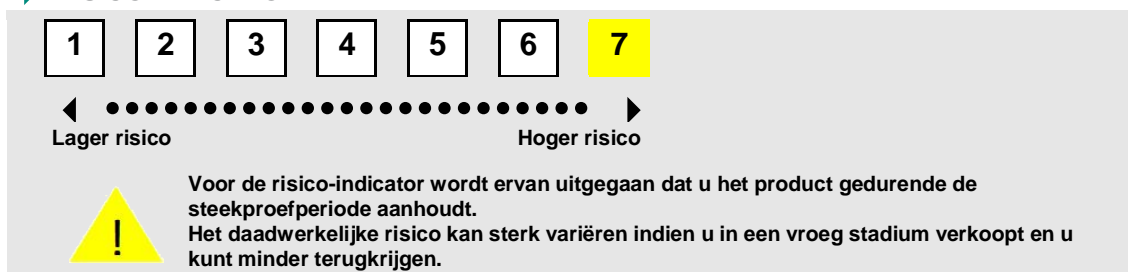 1 2 3 4 5 6 7
Lager risico Hoger risico
!
Voor de risico-indicator wordt ervan uitgegaan dat u het product gedurende de
steekproefperiode aanhoudt.
Het daadwerkelijke risico kan sterk variëren indien u in een vroeg stadium verkoopt en u
kunt minder terugkrijgen.